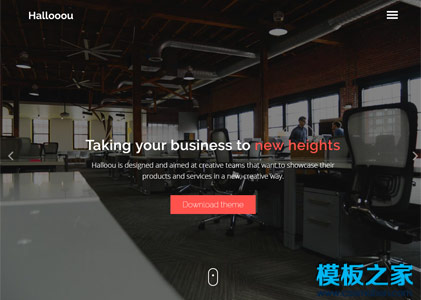 Hallooou
Taking your business to new heights
Halloou is designed and aimed at creative teams that want to showcase their
products and services in a new creative way.
Download theme
模板之家